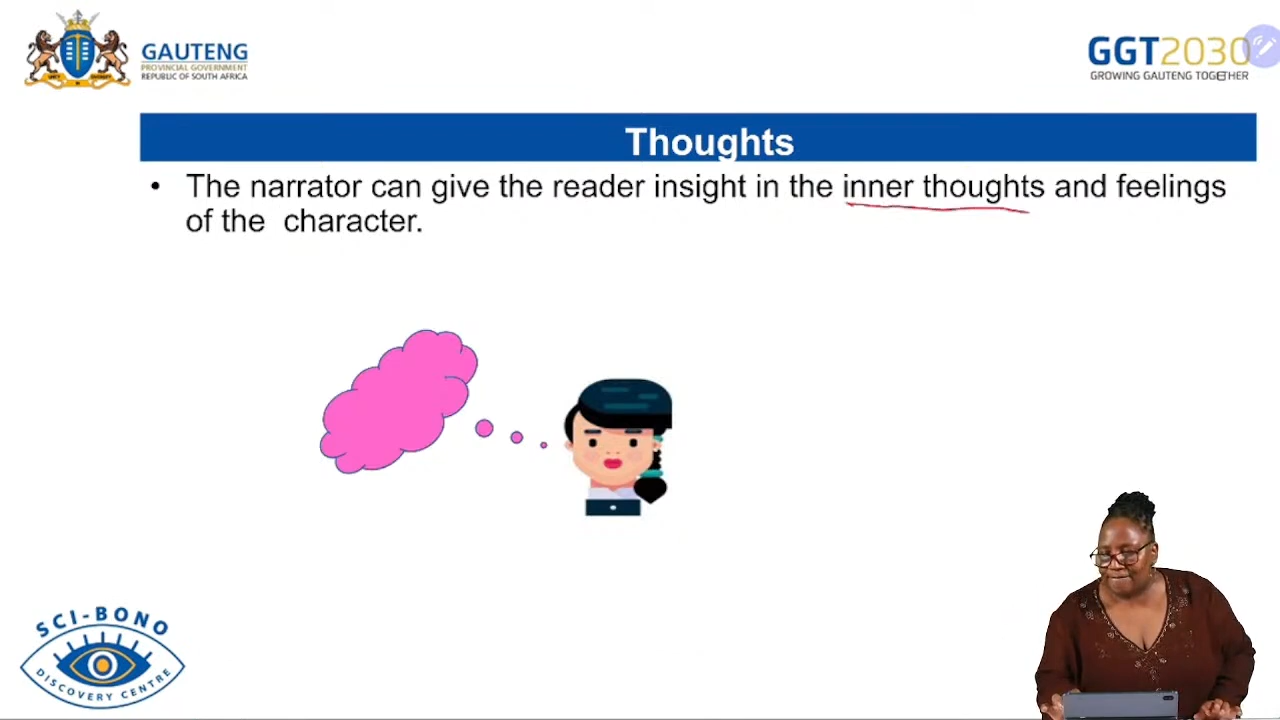 GAUTENG
PROVINCIAL GOVERNMENT
REPUBLIC OF SOUTH AFRICA
GGT2030
GROWING GAUTENG TOGETHER
Thoughts
• The narrator can give the reader insight in the inner thoughts and feelings
of the character.
SCI-BONO
DISCOVERY CENTRE